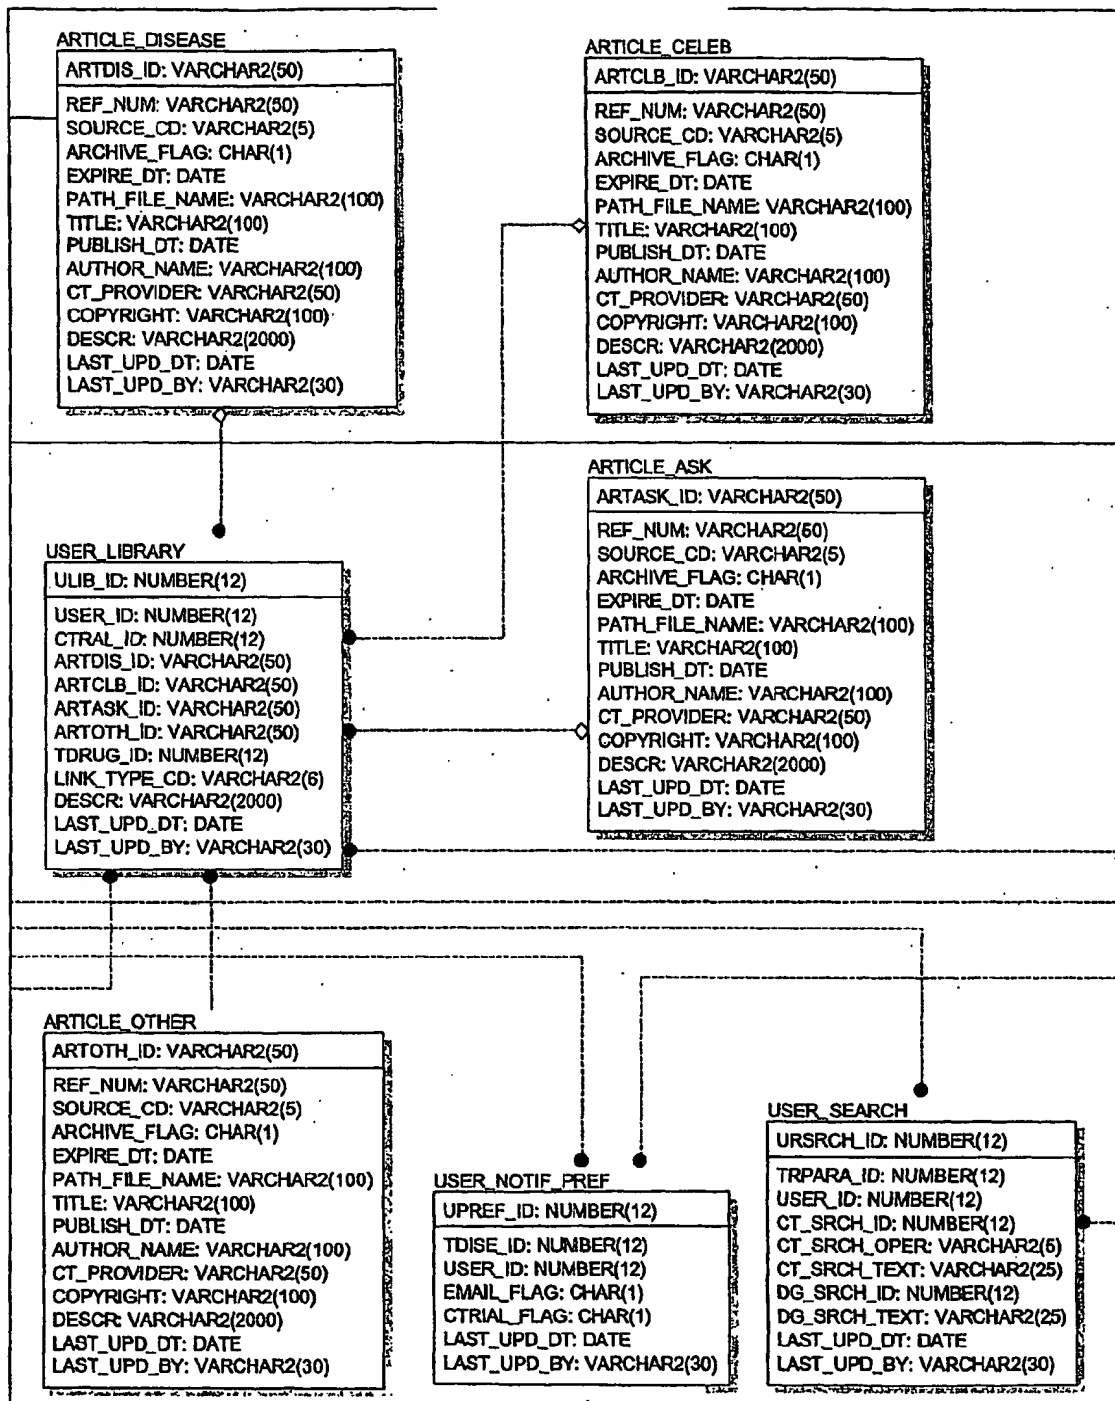 ARTICLE_DISEASE
ARTDIS_ID: VARCHAR2(50)
REF_NUM: VARCHAR2(50)
SOURCE_CD: VARCHAR2(5)
ARCHIVE_FLAG: CHAR(1)
EXPIRE_DT: DATE
PATH_FILE_NAME: VARCHAR2(100)
TITLE: VARCHAR2(100)
PUBLISH_DT: DATE
AUTHOR_NAME: VARCHAR2(100)
CT_PROVIDER: VARCHAR2(50)
COPYRIGHT: VARCHAR2(100)
DESCR: VARCHAR2(2000)
LAST_UPD_DT: DATE
LAST_UPD_BY: VARCHAR2(30)
ARTICLE_CELEB
ARTCLB_ID: VARCHAR2(50)
REF_NUM: VARCHAR2(50)
SOURCE_CD: VARCHAR2(5)
ARCHIVE_FLAG: CHAR(1)
EXPIRE_DT: DATE
PATH_FILE_NAME: VARCHAR2(100)
TITLE: VARCHAR2(100)
PUBLISH_DT: DATE
AUTHOR_NAME: VARCHAR2(100)
CT_PROVIDER: VARCHAR2(50)
COPYRIGHT: VARCHAR2(100)
DESCR: VARCHAR2(2000)
LAST_UPD_DT: DATE
LAST_UPD_BY: VARCHAR2(30)
USER_LIBRARY
ULIB_ID: NUMBER(12)
USER_ID: NUMBER(12)
CTRAL_ID: NUMBER(12)
ARTDIS_ID: VARCHAR2(50)
ARTCLB_ID: VARCHAR2(50)
ARTASK_ID: VARCHAR2(50)
ARTOTH_ID: VARCHAR2(50)
TDRUG_ID: NUMBER(12)
LINK_TYPE_CD: VARCHAR2(6)
DESCR: VARCHAR2(2000)
LAST_UPD_DT: DATE
LAST_UPD_BY: VARCHAR2(30)
ARTICLE_ASK
ARTASK_ID: VARCHAR2(50)
REF_NUM: VARCHAR2(50)
SOURCE_CD: VARCHAR2(5)
ARCHIVE_FLAG: CHAR(1)
EXPIRE_DT: DATE
PATH_FILE_NAME: VARCHAR2(100)
TITLE: VARCHAR2(100)
PUBLISH_DT: DATE
AUTHOR_NAME: VARCHAR2(100)
CT_PROVIDER: VARCHAR2(50)
COPYRIGHT: VARCHAR2(100)
DESCR: VARCHAR2(2000)
LAST_UPD_DT: DATE
LAST_UPD_BY: VARCHAR2(30)
ARTICLE_OTHER
ARTOTH_ID: VARCHAR2(50)
REF_NUM: VARCHAR2(50)
SOURCE_CD: VARCHAR2(5)
ARCHIVE_FLAG: CHAR(1)
EXPIRE_DT: DATE
PATH_FILE_NAME: VARCHAR2(100)
TITLE: VARCHAR2(100)
PUBLISH_DT: DATE
AUTHOR_NAME: VARCHAR2(100)
CT_PROVIDER: VARCHAR2(50)
COPYRIGHT: VARCHAR2(100)
DESCR: VARCHAR2(2000)
LAST_UPD_DT: DATE
LAST_UPD_BY: VARCHAR2(30)
USER_NOTIF_PREF
UPREF_ID: NUMBER(12)
TDISE_ID: NUMBER(12)
USER_ID: NUMBER(12)
EMAIL_FLAG: CHAR(1)
CTRIAL_FLAG: CHAR(1)
LAST_UPD_DT: DATE
LAST_UPD_BY: VARCHAR2(30)
USER_SEARCH
URSRCH_ID: NUMBER(12)
TRPARA_ID: NUMBER(12)
USER_ID: NUMBER(12)
CT_SRCH_ID: NUMBER(12)
CT_SRCH_OPER: VARCHAR2(5)
CT_SRCH_TEXT: VARCHAR2(25)
DG_SRCH_ID: NUMBER(12)
DG_SRCH_TEXT: VARCHAR2(25)
LAST_UPD_DT: DATE
LAST_UPD_BY: VARCHAR2(30)